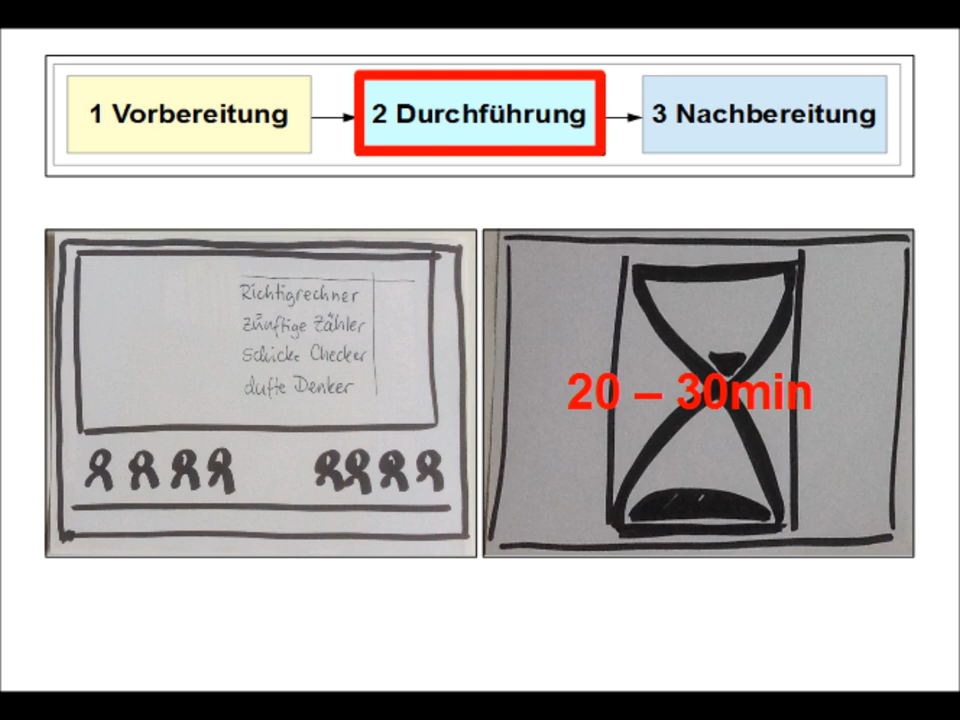 1 Vorbereitung
2 Durchführung
3 Nachbereitung
Richtigrechner
Zünftige Zähler
Schicke Checker
dufte Denker
20 – 30min